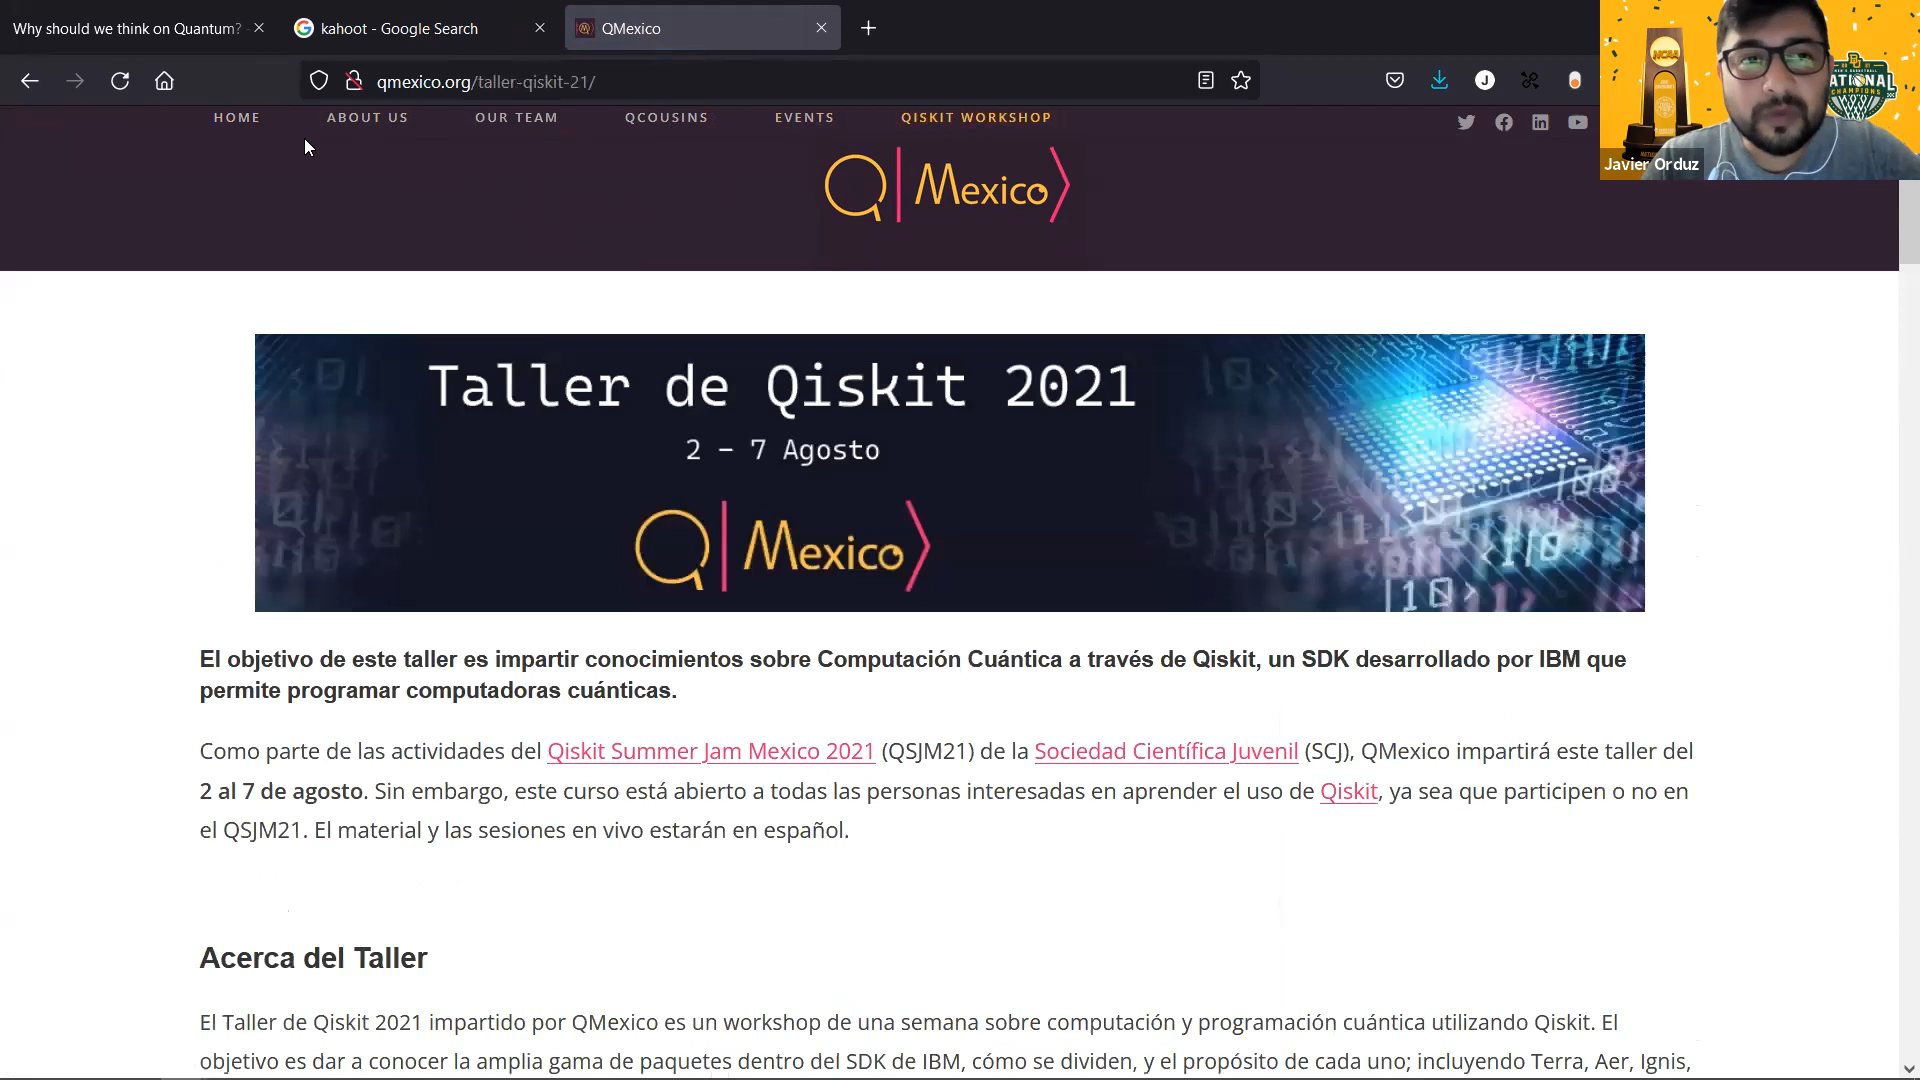 Why should we think on Quantum?
kahoot - Google Search
QMexico
qmexico.org/taller-qiskit-21/
HOME
ABOUT US
OUR TEAM
QCOUSINS
EVENTS
QISKIT WORKSHOP
Q|Mexico⟩
NCAA
NATIONAL
CHAMPIONS
Javier Orduz
Taller de Qiskit 2021
2 – 7 Agosto
Q|Mexico⟩
El objetivo de este taller es impartir conocimientos sobre Computación Cuántica a través de Qiskit, un SDK desarrollado por IBM que
permite programar computadoras cuánticas.
Como parte de las actividades del Qiskit Summer Jam Mexico 2021 (QSJM21) de la Sociedad Científica Juvenil (SCJ), QMexico impartirá este taller del
2 al 7 de agosto. Sin embargo, este curso está abierto a todas las personas interesadas en aprender el uso de Qiskit, ya sea que participen o no en
el QSJM21. El material y las sesiones en vivo estarán en español.
Acerca del Taller
El Taller de Qiskit 2021 impartido por QMexico es un workshop de una semana sobre computación y programación cuántica utilizando Qiskit. El
objetivo es dar a conocer la amplia gama de paquetes dentro del SDK de IBM, cómo se dividen, y el propósito de cada uno; incluyendo Terra, Aer, Ignis,